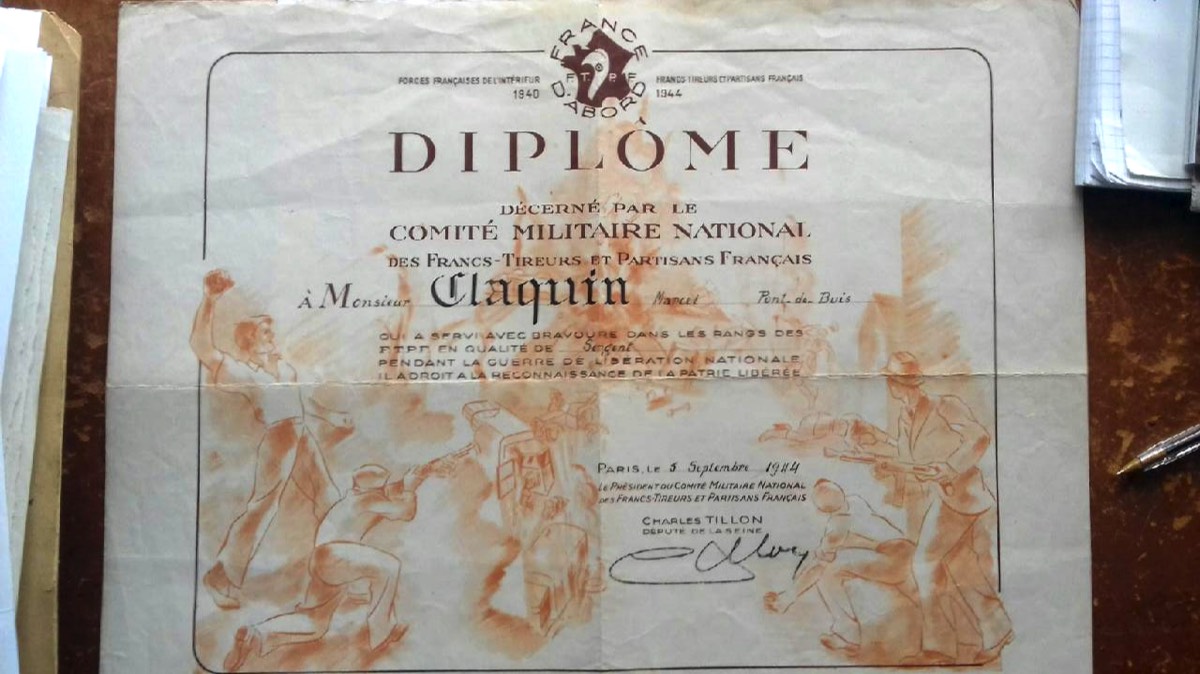 FRANCE D'ABORD
F.T.P.F
FORCES FRANÇAISES DE L'INTÉRIEUR
1940
FRANCS-TIREURS ET PARTISANS FRANÇAIS
1944
DIPLÔME
DÉCERNÉ PAR LE
COMITÉ MILITAIRE NATIONAL
DES FRANCS-TIREURS ET PARTISANS FRANÇAIS
À Monsieur Claquin Marcel Pont-de-Buis
QUI A SERVI AVEC BRAVOURE DANS LES RANGS DES
F.T.P.F EN QUALITÉ DE Sergent
PENDANT LA GUERRE DE LIBÉRATION NATIONALE
IL A DROIT A LA RECONNAISSANCE DE LA PATRIE LIBÉRÉE
PARIS, LE 5 Septembre 1944
LE PRÉSIDENT DU COMITÉ MILITAIRE NATIONAL
DES FRANCS-TIREURS ET PARTISANS FRANÇAIS
CHARLES TILLON
DÉPUTÉ DE LA SEINE